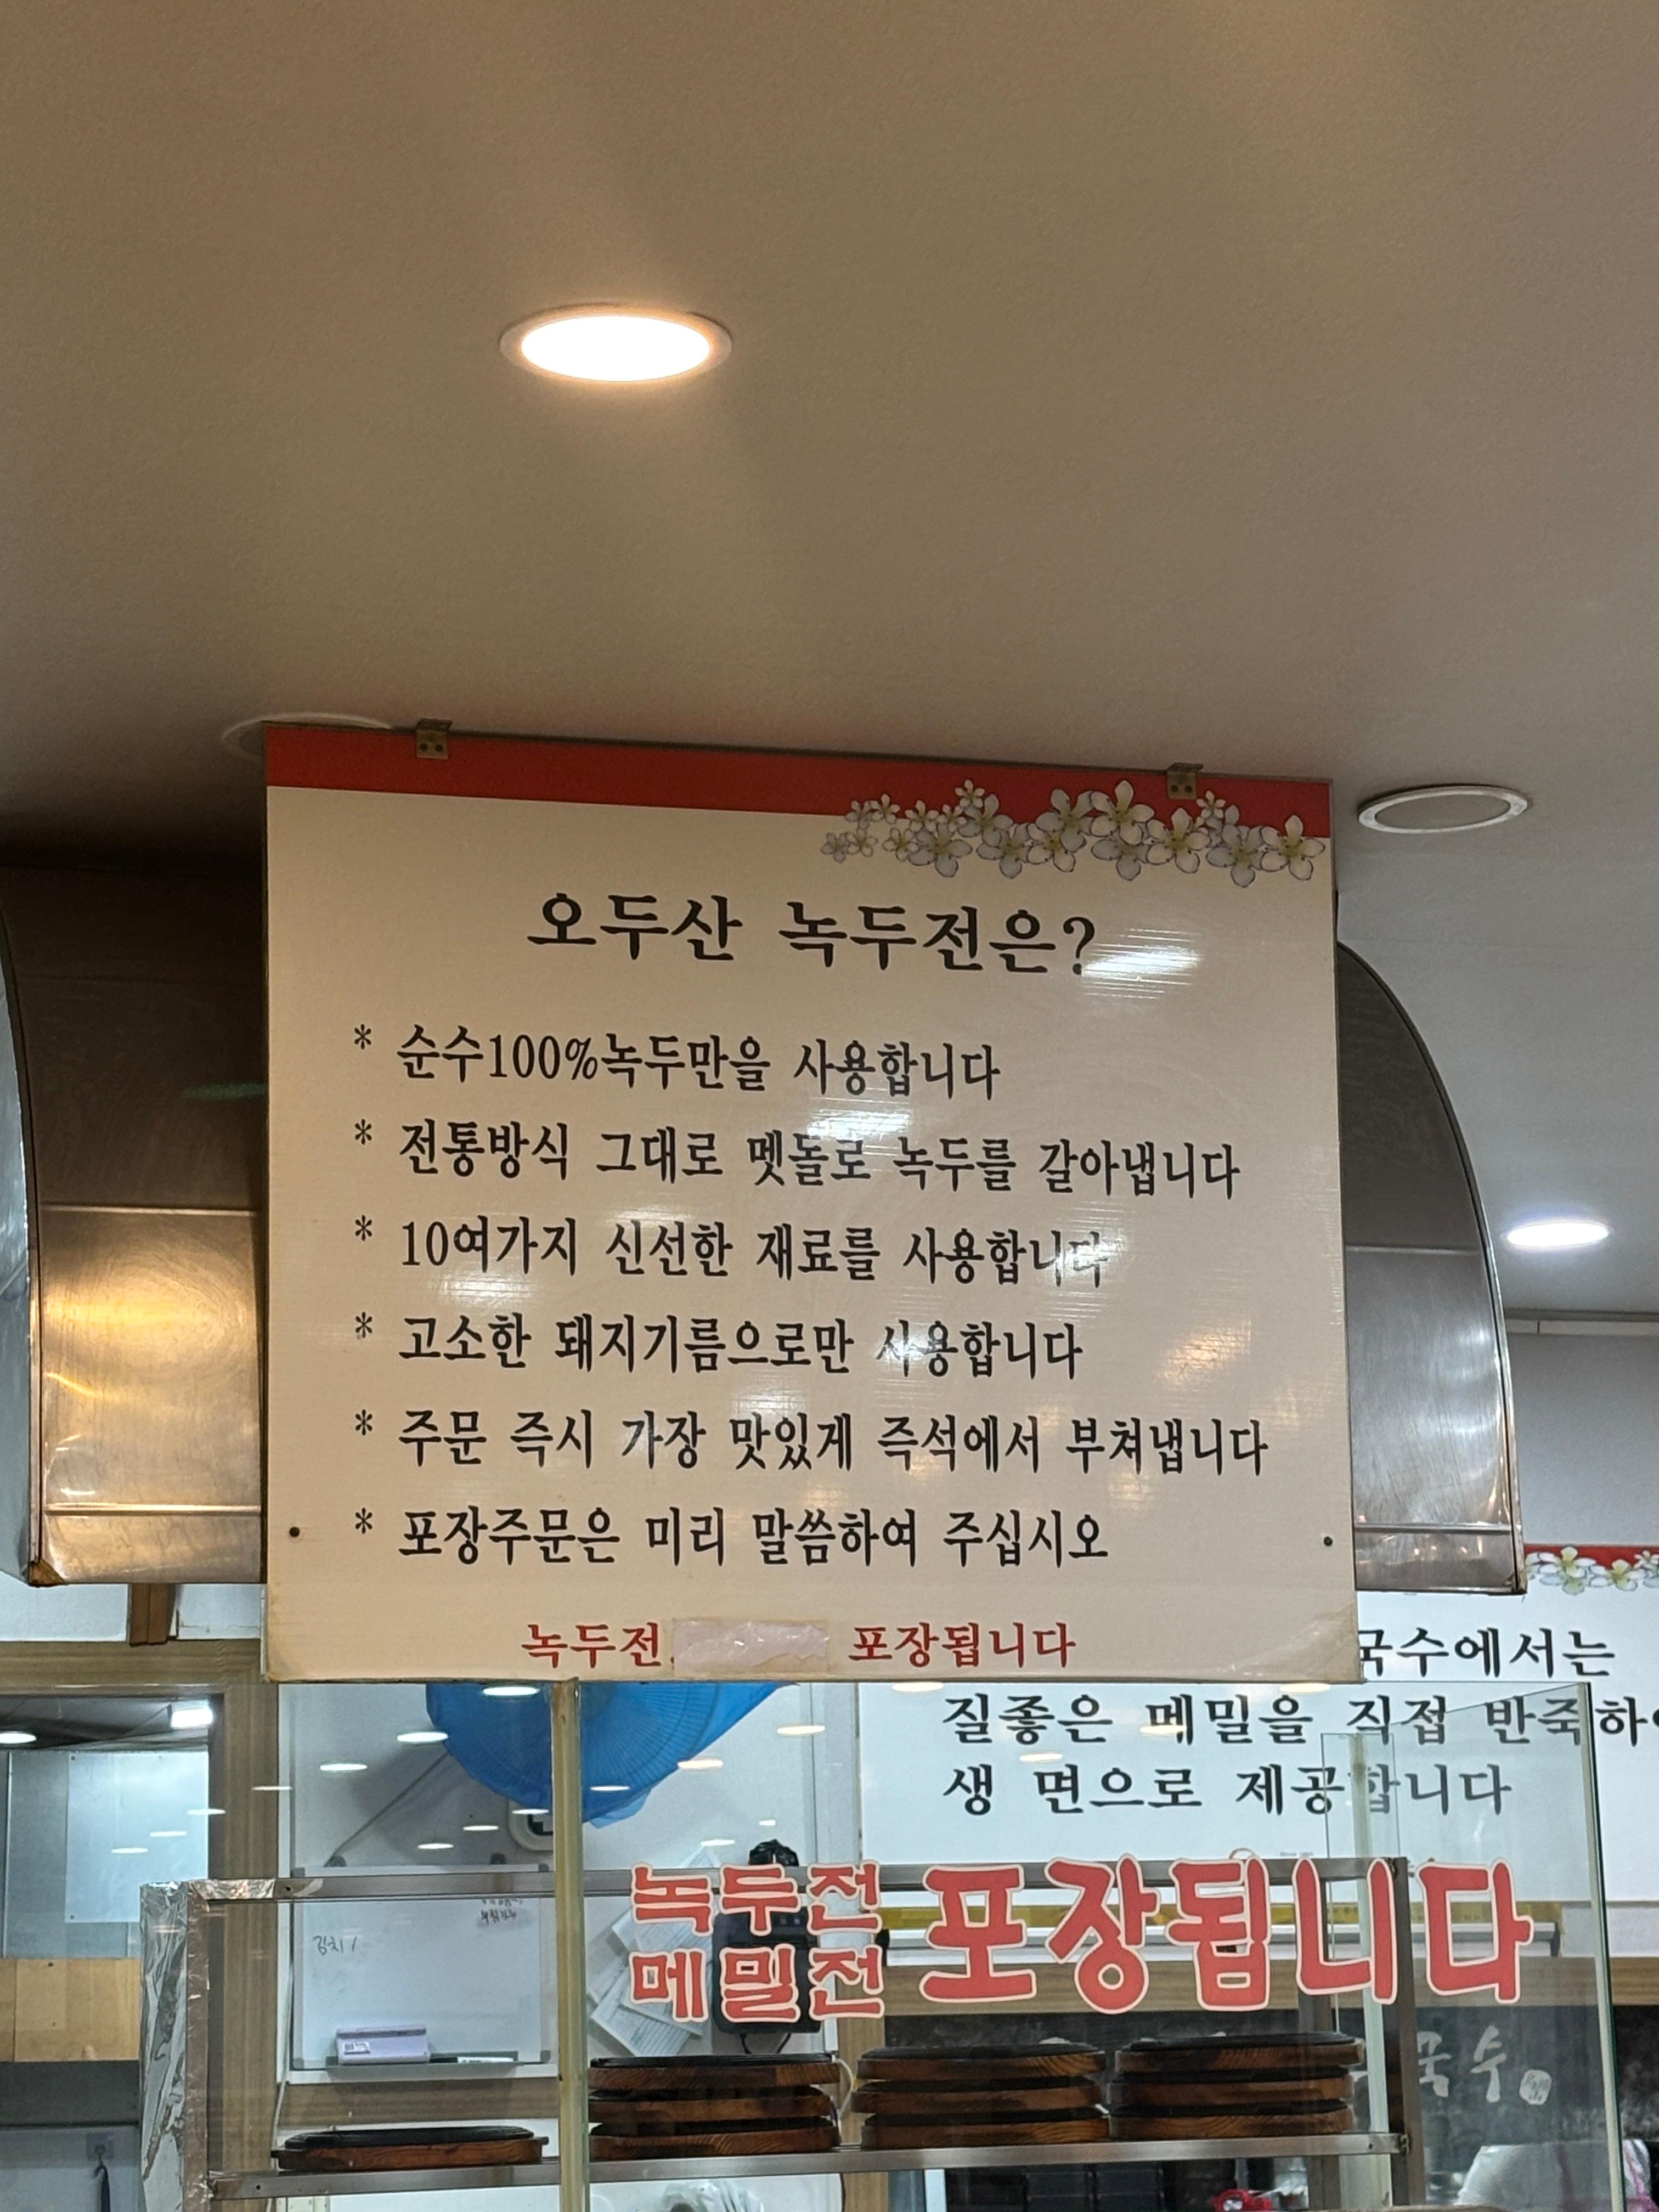 오두산 녹두전은?
* 순수100%녹두만을 사용합니다
* 전통방식 그대로 멧돌로 녹두를 갈아냅니다
* 10여가지 신선한 재료를 사용합니다
* 고소한 돼지기름으로만 사용합니다
* 주문 즉시 가장 맛있게 즉석에서 부쳐냅니다
* 포장주문은 미리 말씀하여 주십시오
녹두전 포장됩니다
국수에서는
질좋은 메밀을 직접 반죽하
생 면으로 제공합니다
녹두전
메밀전 포장됩니다
김치
국수